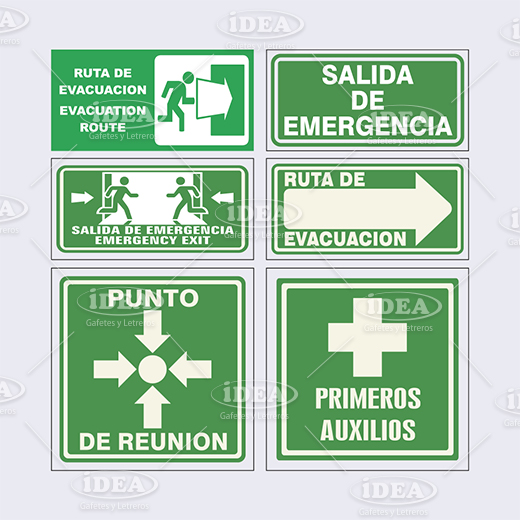 RUTA DE
EVACUACION
EVACUATION
ROUTE
SALIDA
DE
EMERGENCIA
SALIDA DE EMERGENCIA
EMERGENCY EXIT
RUTA DE
EVACUACION
PUNTO
DE REUNION
PRIMEROS
AUXILIOS
iDEA
Gafetes y Letreros